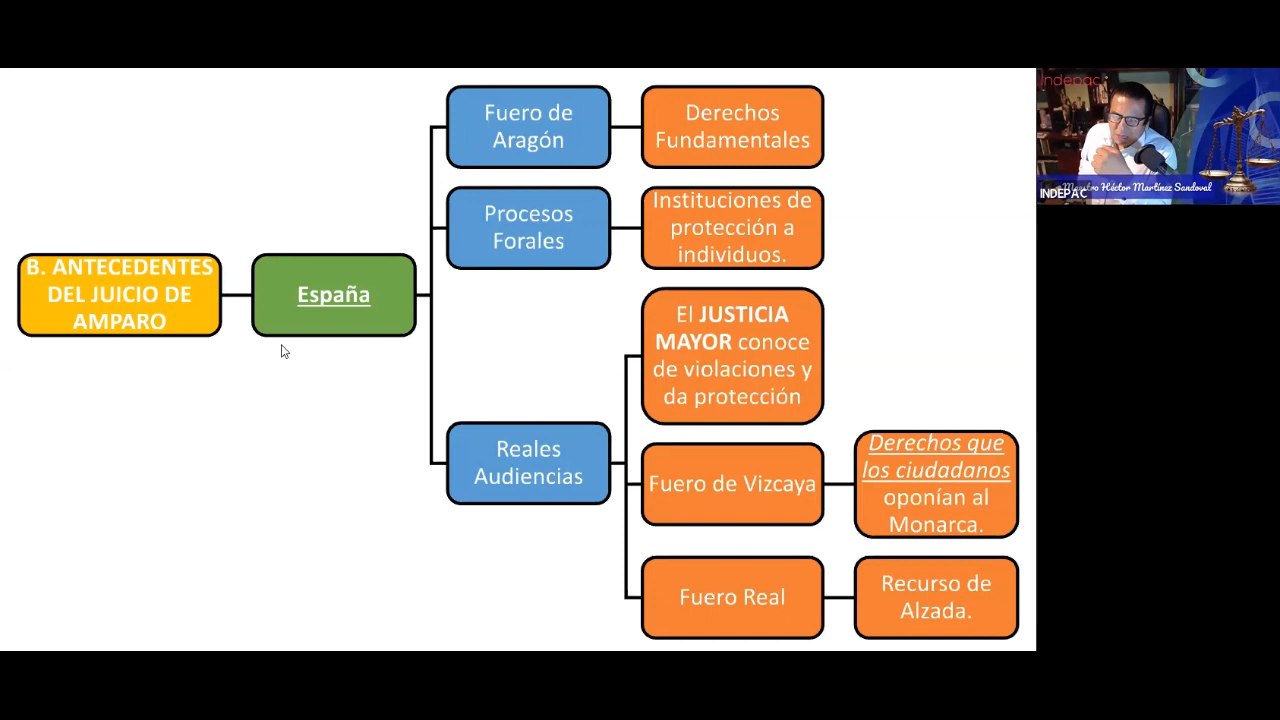 B. ANTECEDENTES
DEL JUICIO DE
AMPARO
España
Fuero de
Aragón
Derechos
Fundamentales
Procesos
Forales
Instituciones de
protección a
individuos.
Reales
Audiencias
El JUSTICIA
MAYOR conoce
de violaciones y
da protección
Fuero de Vizcaya
Derechos que
los ciudadanos
oponían al
Monarca.
Fuero Real
Recurso de
Alzada.
Indepac
Maestro Héctor Martínez Sandoval
INDEPAC